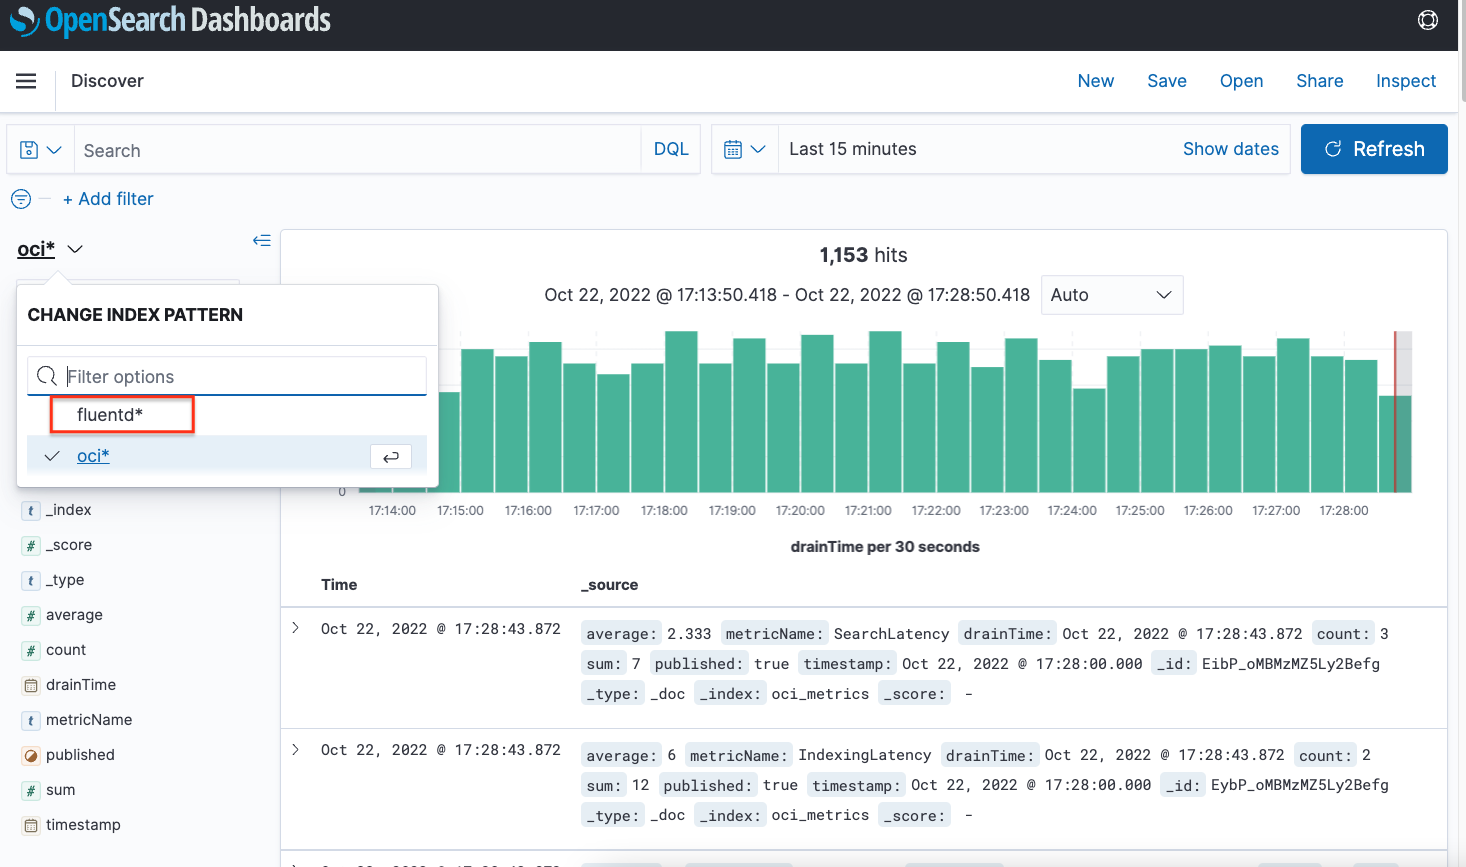 OpenSearch Dashboards
Discover
New Save Open Share Inspect
Search DQL Last 15 minutes Show dates Refresh
+ Add filter
oci*
1,153 hits
CHANGE INDEX PATTERN
Oct 22, 2022 @ 17:13:50.418 - Oct 22, 2022 @ 17:28:50.418 Auto
Filter options
fluentd*
oci*
0
17:14:00 17:15:00 17:16:00 17:17:00 17:18:00 17:19:00 17:20:00 17:21:00 17:22:00 17:23:00 17:24:00 17:25:00 17:26:00 17:27:00 17:28:00
drainTime per 30 seconds
t _index
# _score
t _type
# average
# count
drainTime
t metricName
published
# sum
timestamp
Time _source
Oct 22, 2022 @ 17:28:43.872 average: 2.333 metricName: SearchLatency drainTime: Oct 22, 2022 @ 17:28:43.872 count: 3
sum: 7 published: true timestamp: Oct 22, 2022 @ 17:28:00.000 _id: EibP_oMBMzMZ5Ly2Befg
_type: _doc _index: oci_metrics _score: -
Oct 22, 2022 @ 17:28:43.872 average: 6 metricName: IndexingLatency drainTime: Oct 22, 2022 @ 17:28:43.872 count: 2
sum: 12 published: true timestamp: Oct 22, 2022 @ 17:28:00.000 _id: EybP_oMBMzMZ5Ly2Befg
_type: _doc _index: oci_metrics _score: -